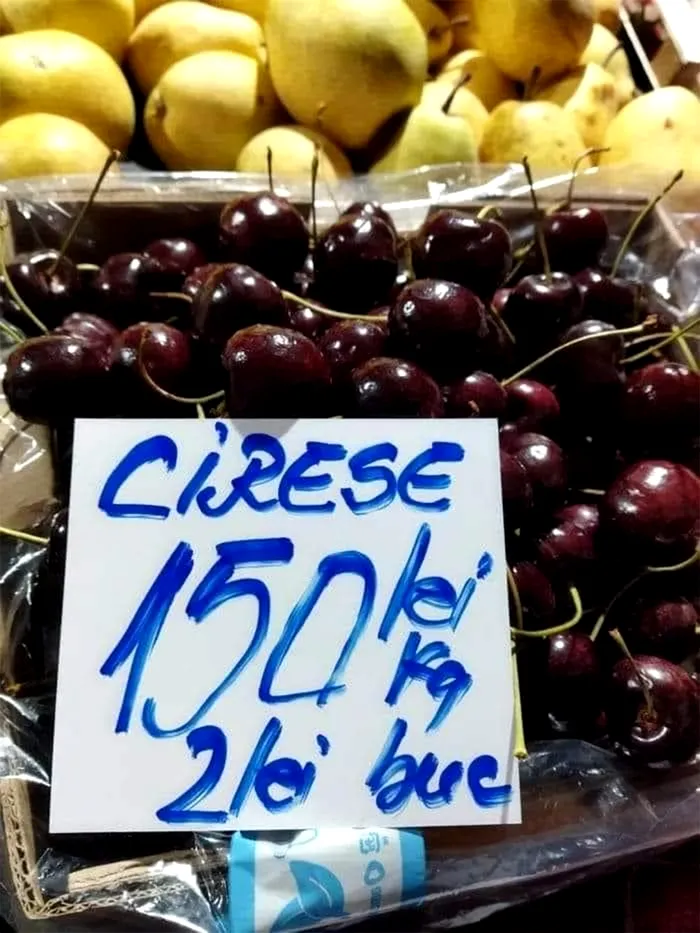 CIRESE
150 lei
kg
2 lei buc